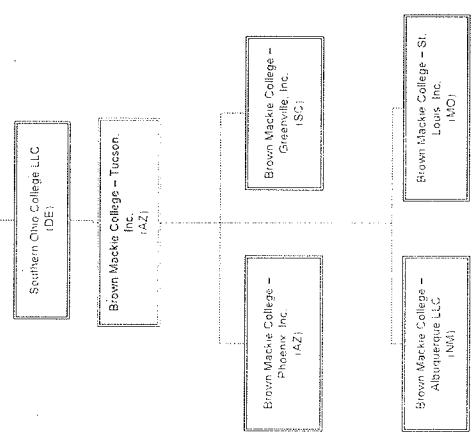 Southern Ohio College LLC
(DE)
Brown Mackie College – Tucson,
Inc.
(AZ)
Brown Mackie College –
Phoenix Inc.
(AZ)
Brown Mackie College –
Greenville, Inc.
(SC)
Brown Mackie College –
Albuquerque LLC
(NM)
Brown Mackie College – St.
Louis Inc.
(MO)